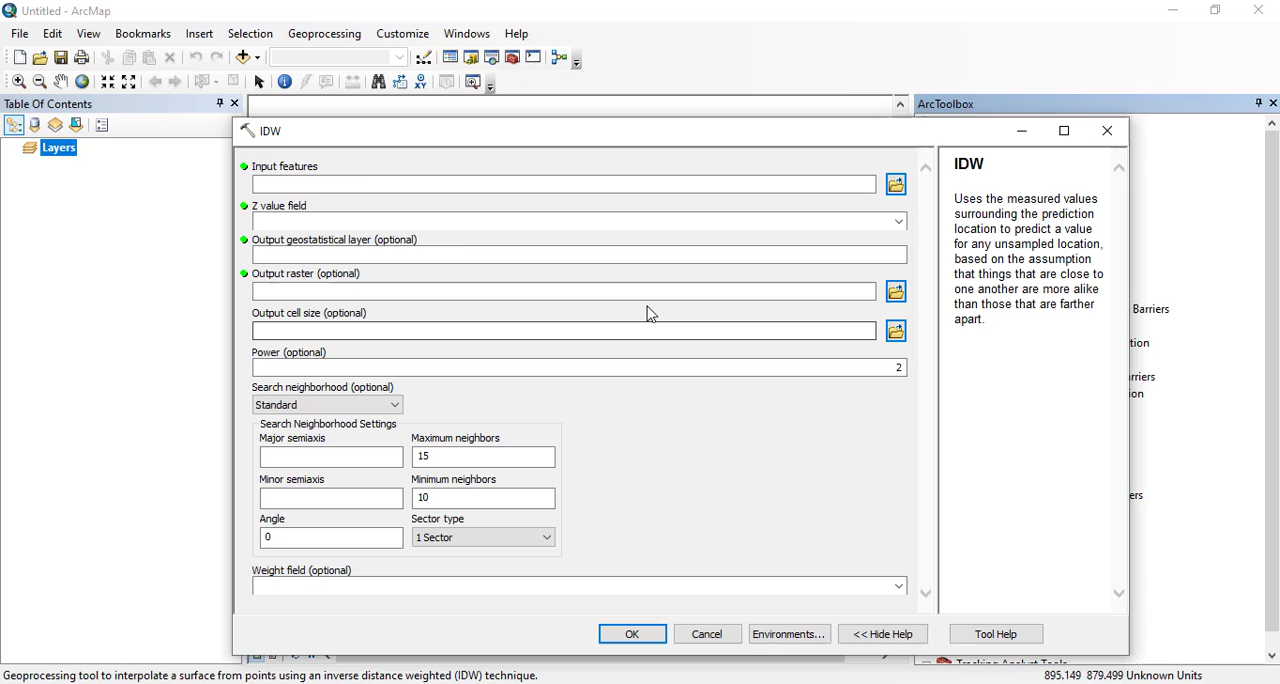 Untitled - ArcMap
File Edit View Bookmarks Insert Selection Geoprocessing Customize Windows Help
Table Of Contents
ArcToolbox
Layers
IDW
Input features
Z value field
Output geostatistical layer (optional)
Output raster (optional)
Output cell size (optional)
Power (optional)
2
Search neighborhood (optional)
Standard
Search Neighborhood Settings
Major semiaxis Maximum neighbors
15
Minor semiaxis Minimum neighbors
10
Angle Sector type
0 1 Sector
Weight field (optional)
OK Cancel Environments... << Hide Help Tool Help
IDW
Uses the measured values
surrounding the prediction
location to predict a value
for any unsampled location,
based on the assumption
that things that are close to
one another are more alike
than those that are farther
apart.
Barriers
tion
rriers
on
ers
Geoprocessing tool to interpolate a surface from points using an inverse distance weighted (IDW) technique.
895.149 879.499 Unknown Units